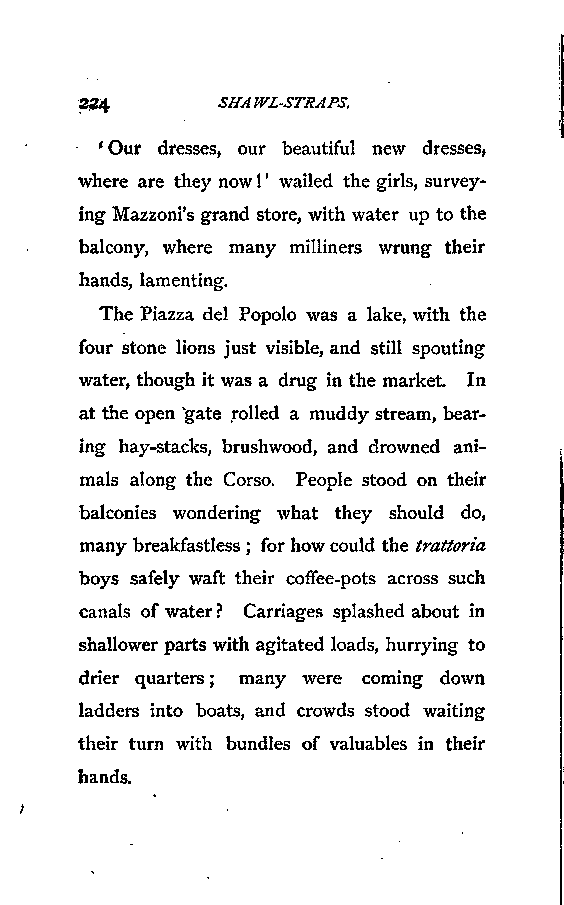 224 SHAWL-STRAPS.
'Our dresses, our beautiful new dresses,
where are they now!' wailed the girls, survey-
ing Mazzoni's grand store, with water up to the
balcony, where many milliners wrung their
hands, lamenting.
The Piazza del Popolo was a lake, with the
four stone lions just visible, and still spouting
water, though it was a drug in the market. In
at the open gate rolled a muddy stream, bear-
ing hay-stacks, brushwood, and drowned ani-
mals along the Corso. People stood on their
balconies wondering what they should do,
many breakfastless; for how could the trattoria
boys safely waft their coffee-pots across such
canals of water? Carriages splashed about in
shallower parts with agitated loads, hurrying to
drier quarters; many were coming down
ladders into boats, and crowds stood waiting
their turn with bundles of valuables in their
hands.